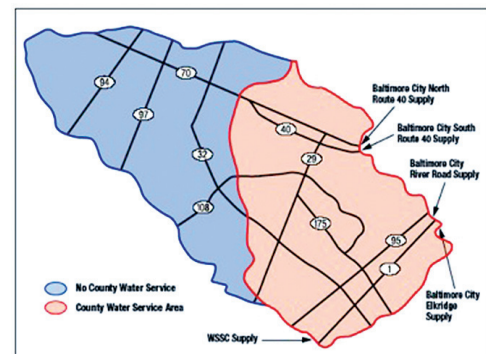 94
70
97
40
32
29
108
175
95
1
Baltimore City North
Route 40 Supply
Baltimore City South
Route 40 Supply
Baltimore City
River Road Supply
Baltimore City
Elkridge
Supply
WSSC Supply
No County Water Service
County Water Service Area